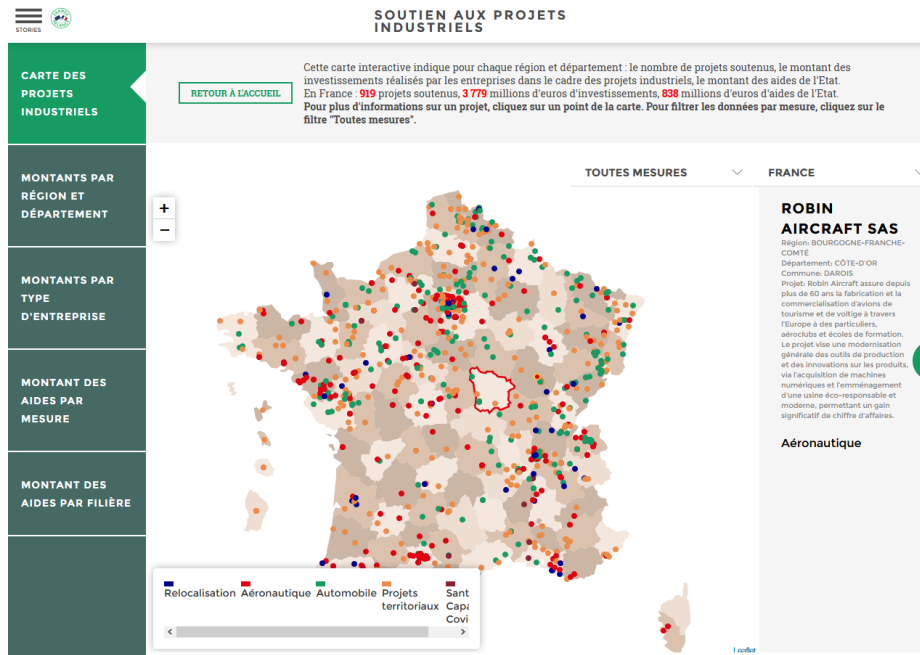 STORIES
SOUTIEN AUX PROJETS
INDUSTRIELS
CARTE DES
PROJETS
INDUSTRIELS
MONTANTS PAR
RÉGION ET
DÉPARTEMENT
MONTANTS PAR
TYPE
D'ENTREPRISE
MONTANT DES
AIDES PAR
MESURE
MONTANT DES
AIDES PAR FILIÈRE
RETOUR À L'ACCUEIL
Cette carte interactive indique pour chaque région et département : le nombre de projets soutenus, le montant des
investissements réalisés par les entreprises dans le cadre des projets industriels, le montant des aides de l'Etat.
En France : 919 projets soutenus, 3 779 millions d'euros d'investissements, 838 millions d'euros d'aides de l'Etat.
Pour plus d'informations sur un projet, cliquez sur un point de la carte. Pour filtrer les données par mesure, cliquez sur le
filtre "Toutes mesures".
TOUTES MESURES
FRANCE
+
−
ROBIN
AIRCRAFT SAS
Région: BOURGOGNE-FRANCHE-
COMTÉ
Département: CÔTE-D'OR
Commune: DAROIS
Projet: Robin Aircraft assure depuis
plus de 60 ans la fabrication et la
commercialisation d'avions de
tourisme et de voltige à travers
l'Europe à des particuliers,
aéroclubs et écoles de formation.
Le projet vise une modernisation
générale des outils de production
et des innovations sur les produits,
via l'acquisition de machines
numériques et l'emménagement
d'une usine éco-responsable et
moderne, permettant un gain
significatif de chiffre d'affaires.
Aéronautique
Relocalisation
Aéronautique
Automobile
Projets
territoriaux
Sant
Capa
Covi
Leaflet